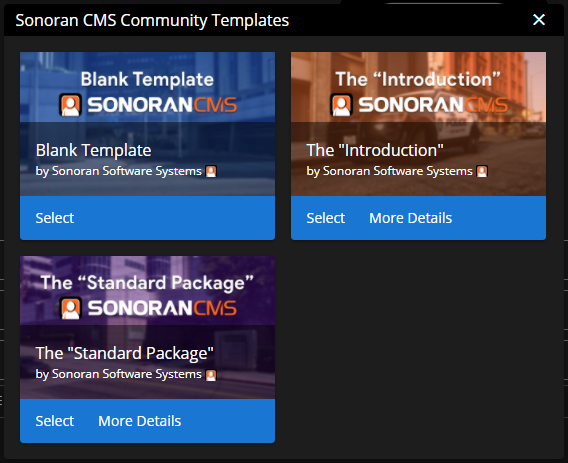 Sonoran CMS Community Templates
Blank Template
SONORANCMS
Blank Template
by Sonoran Software Systems
Select
The “Introduction”
SONORANCMS
The "Introduction"
by Sonoran Software Systems
Select More Details
The “Standard Package”
SONORANCMS
The "Standard Package"
by Sonoran Software Systems
Select More Details